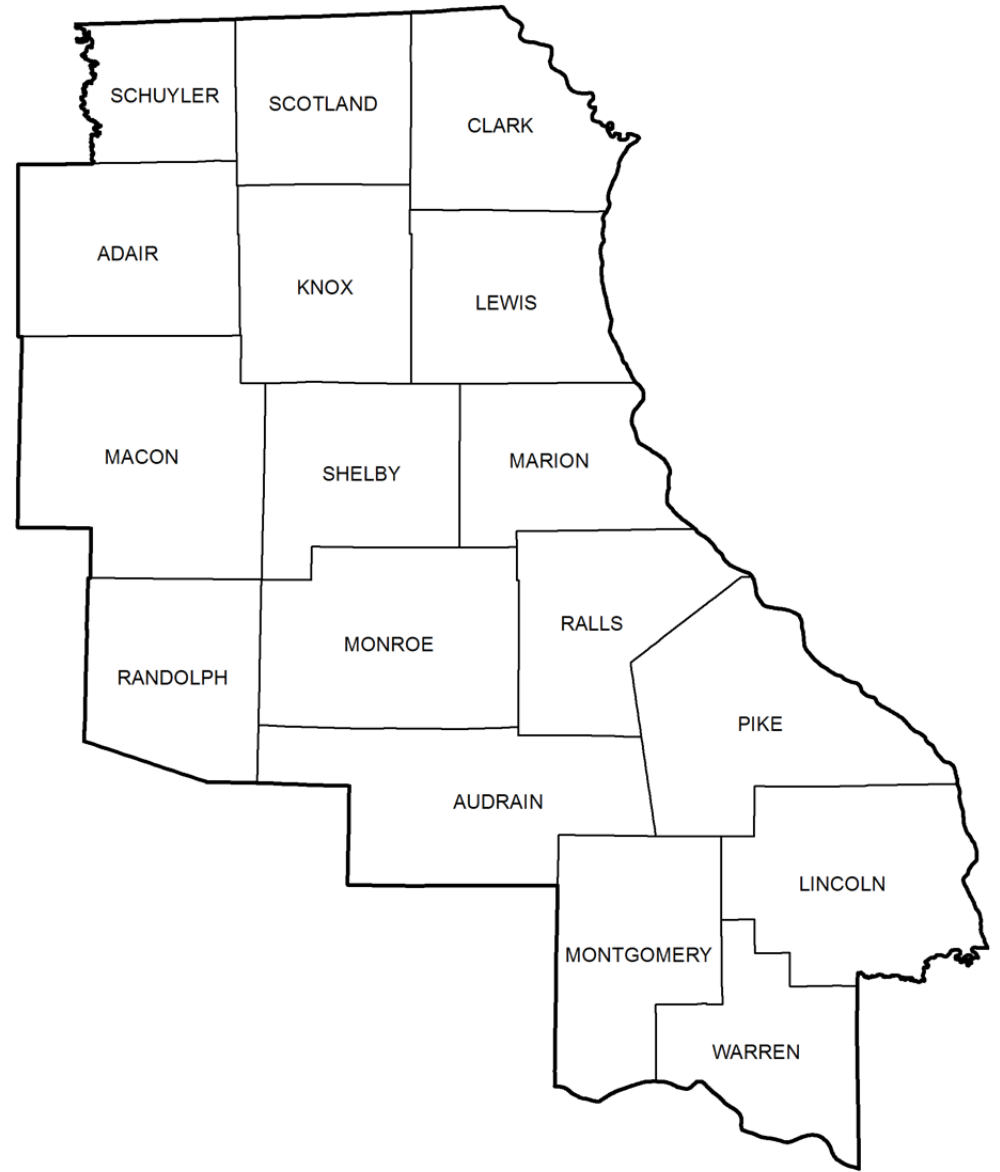 SCHUYLER
SCOTLAND
CLARK
ADAIR
KNOX
LEWIS
MACON
SHELBY
MARION
RANDOLPH
MONROE
RALLS
PIKE
AUDRAIN
LINCOLN
MONTGOMERY
WARREN